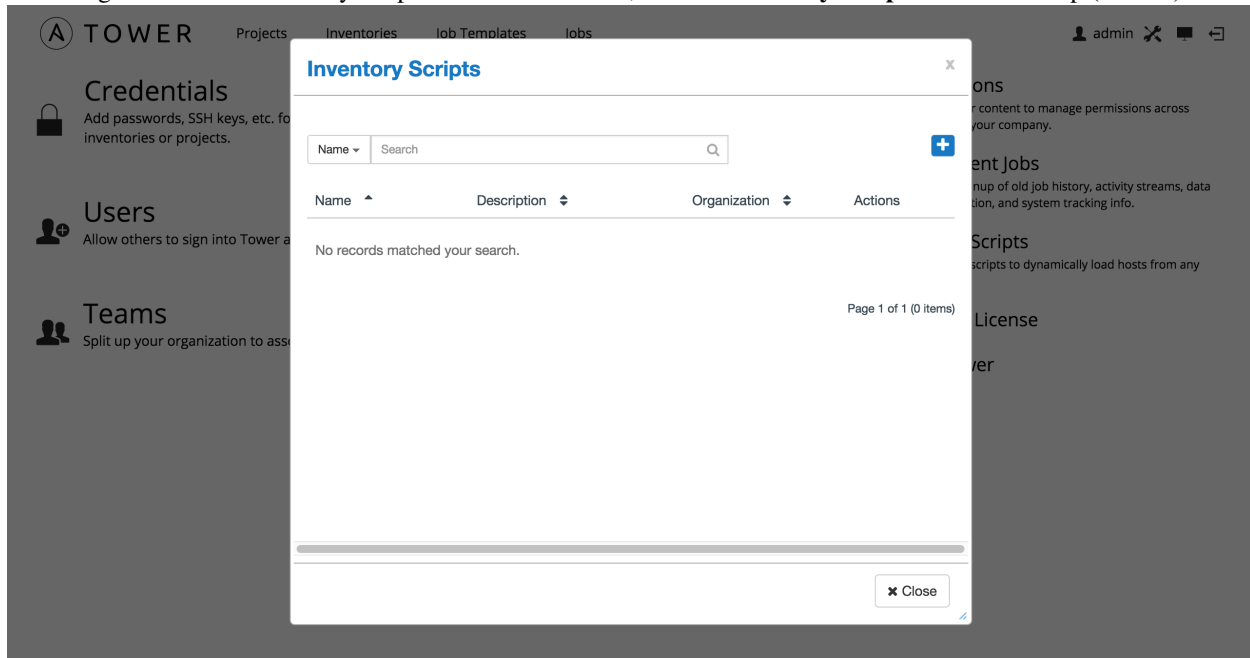 TOWER Projects Inventories Job Templates Jobs admin
Credentials
Add passwords, SSH keys, etc. fo
inventories or projects.
Users
Allow others to sign into Tower a
Teams
Split up your organization to asse
Inventory Scripts x
Name Search +
Name Description Organization Actions
No records matched your search.
Page 1 of 1 (0 items)
Close
ons
content to manage permissions across
your company.
ent Jobs
nup of old job history, activity streams, data
tion, and system tracking info.
Scripts
scripts to dynamically load hosts from any
License